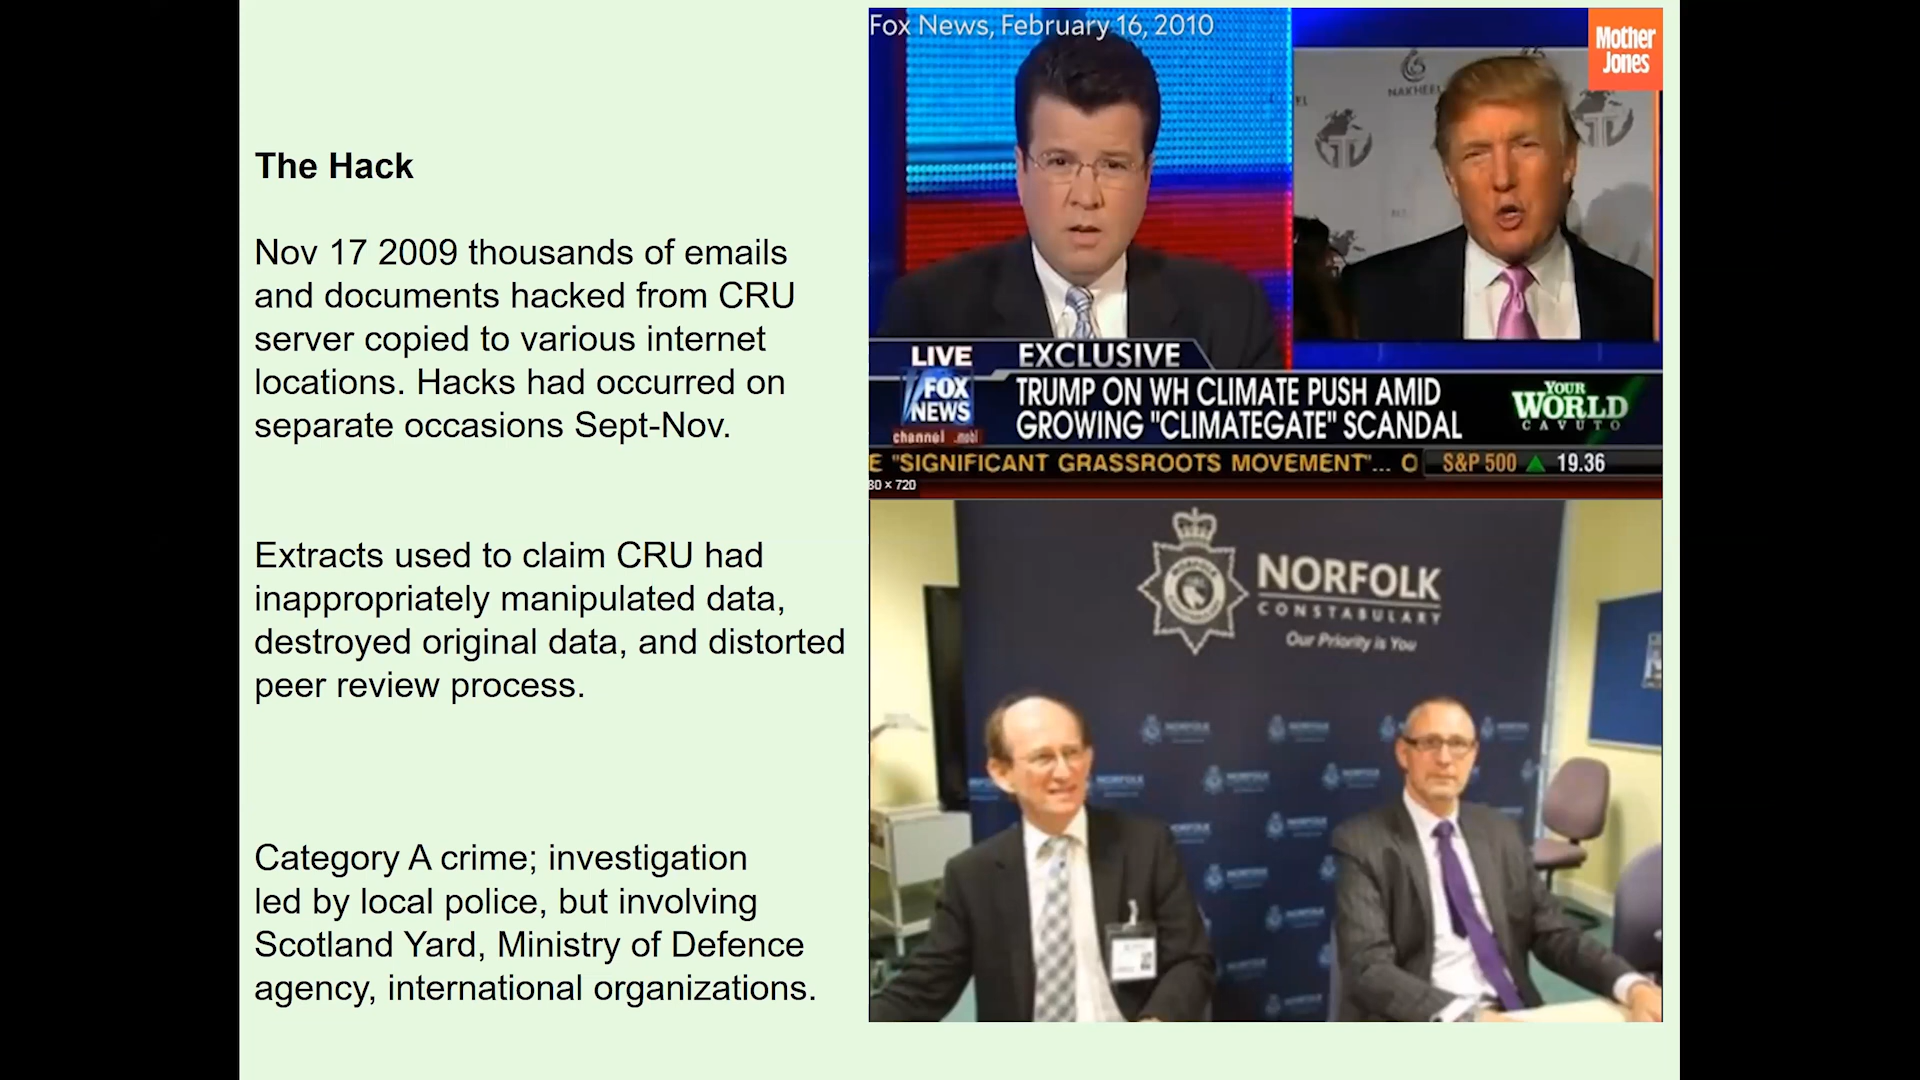 The Hack
Nov 17 2009 thousands of emails
and documents hacked from CRU
server copied to various internet
locations. Hacks had occurred on
separate occasions Sept-Nov.
Extracts used to claim CRU had
inappropriately manipulated data,
destroyed original data, and distorted
peer review process.
Category A crime; investigation
led by local police, but involving
Scotland Yard, Ministry of Defence
agency, international organizations.
Fox News, February 16, 2010
Mother
Jones
NAKHEEL
LIVE
FOX
NEWS
channel .mobi
EXCLUSIVE
TRUMP ON WH CLIMATE PUSH AMID
GROWING "CLIMATEGATE" SCANDAL
YOUR
WORLD
CAVUTO
E "SIGNIFICANT GRASSROOTS MOVEMENT"... O
S&P 500 ▲ 19.36
80 × 720
NORFOLK
CONSTABULARY
Our Priority is You